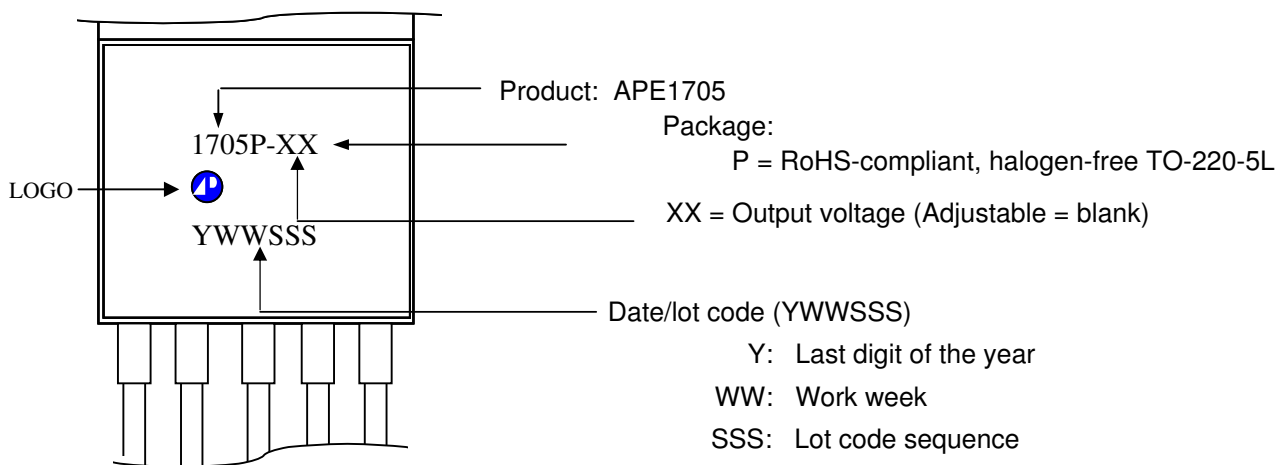 Product: APE1705
Package:
1705P-XX
P = RoHS-compliant, halogen-free TO-220-5L
LOGO
AP
XX = Output voltage (Adjustable = blank)
YWWSSS
Date/lot code (YWWSSS)
Y: Last digit of the year
WW: Work week
SSS: Lot code sequence